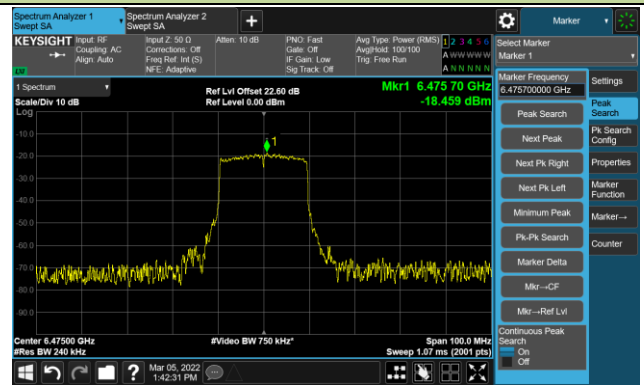 Spectrum Analyzer 1
Swept SA
Spectrum Analyzer 2
Swept SA
+
Marker
KEYSIGHT
Input: RF
Coupling: AC
Align: Auto
Input Z: 50 Ω
Corrections: Off
Freq Ref: Int (S)
NFE: Adaptive
Atten: 10 dB
PNO: Fast
Gate: Off
IF Gain: Low
Sig Track: Off
Avg Type: Power (RMS)
Avg|Hold: 100/100
Trig: Free Run
1 2 3 4 5 6
A W W W W W
A N N N N N
Select Marker
Marker 1
LW
1 Spectrum
Scale/Div 10 dB
Log
Ref Lvl Offset 22.60 dB
Ref Level 0.00 dBm
Mkr1 6.475 70 GHz
-18.459 dBm
1
-10.0
-20.0
-30.0
-40.0
-50.0
-60.0
-70.0
-80.0
-90.0
Center 6.47500 GHz
#Res BW 240 kHz
#Video BW 750 kHz*
Span 100.0 MHz
Sweep 1.07 ms (2001 pts)
Marker Frequency
6.475700000 GHz
Peak Search
Next Peak
Next Pk Right
Next Pk Left
Minimum Peak
Pk-Pk Search
Marker Delta
Mkr→CF
Mkr→Ref Lvl
Continuous Peak
Search
On
Off
Settings
Peak
Search
Pk Search
Config
Properties
Marker
Function
Marker→
Counter
?
Mar 05, 2022
1:42:31 PM